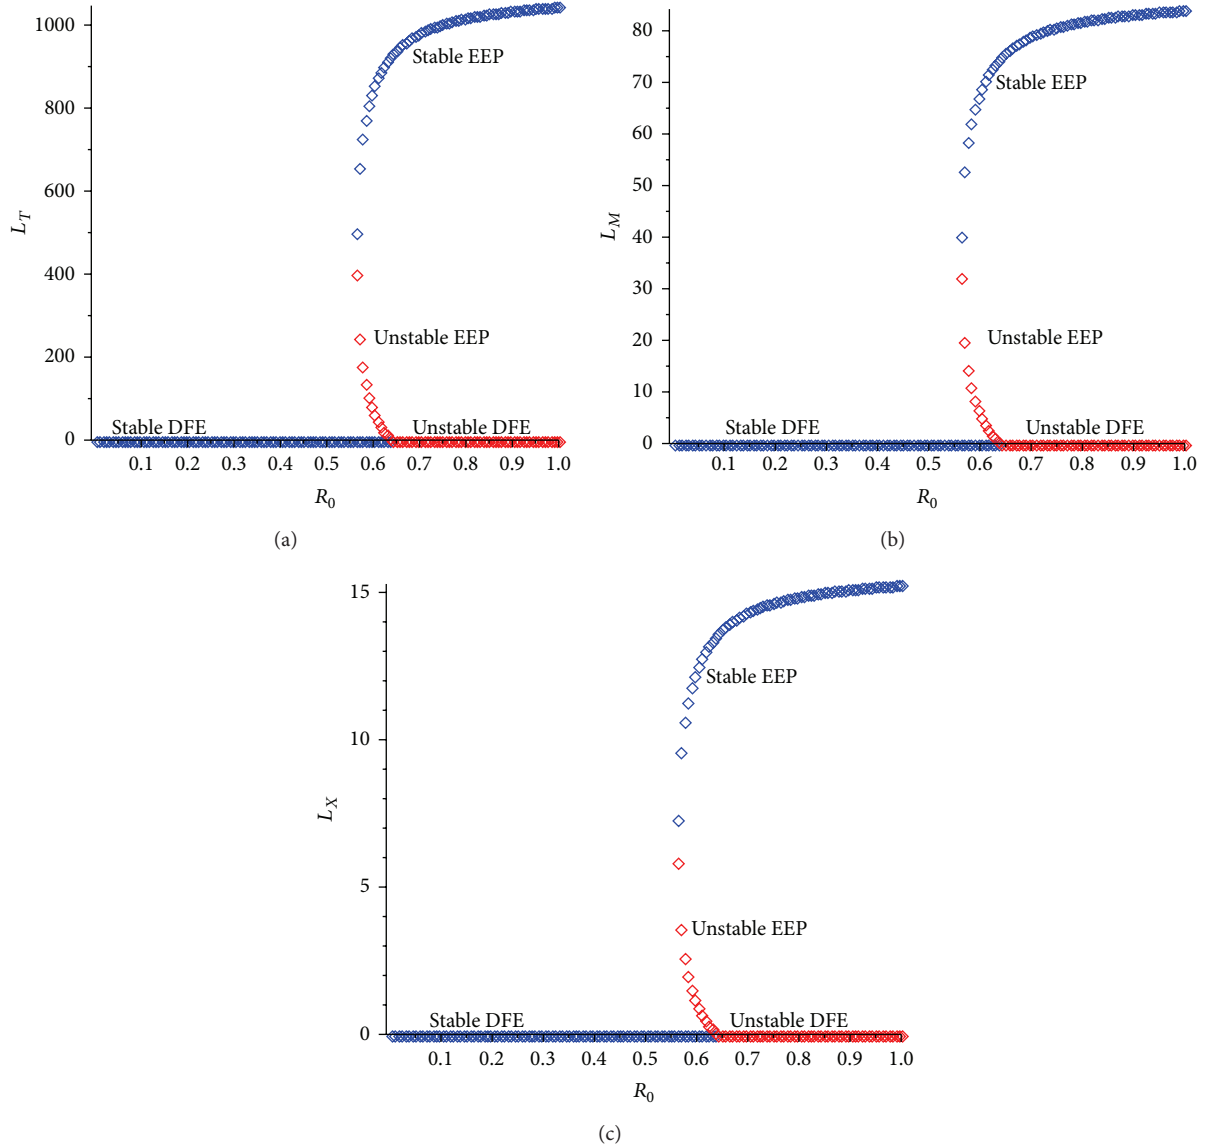 1000
800
600
400
200
0
L_T
Stable EEP
Unstable EEP
Stable DFE
Unstable DFE
0.1 0.2 0.3 0.4 0.5 0.6 0.7 0.8 0.9 1.0
R_0
(a)
80
70
60
50
40
30
20
10
0
L_M
Stable EEP
Unstable EEP
Stable DFE
Unstable DFE
0.1 0.2 0.3 0.4 0.5 0.6 0.7 0.8 0.9 1.0
R_0
(b)
15
10
5
0
L_X
Stable EEP
Unstable EEP
Stable DFE
Unstable DFE
0.1 0.2 0.3 0.4 0.5 0.6 0.7 0.8 0.9 1.0
R_0
(c)